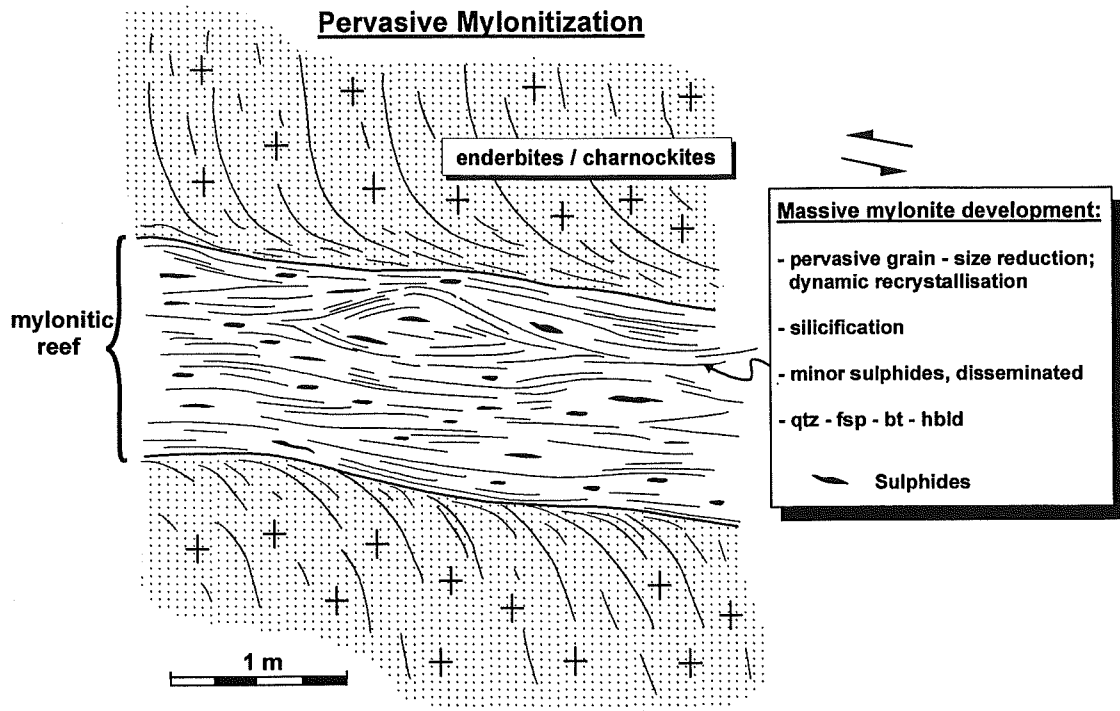 Pervasive Mylonitization
enderbites / charnockites
mylonitic
reef
Massive mylonite development:
- pervasive grain - size reduction;
dynamic recrystallisation
- silicification
- minor sulphides, disseminated
- qtz - fsp - bt - hbld
Sulphides
1 m